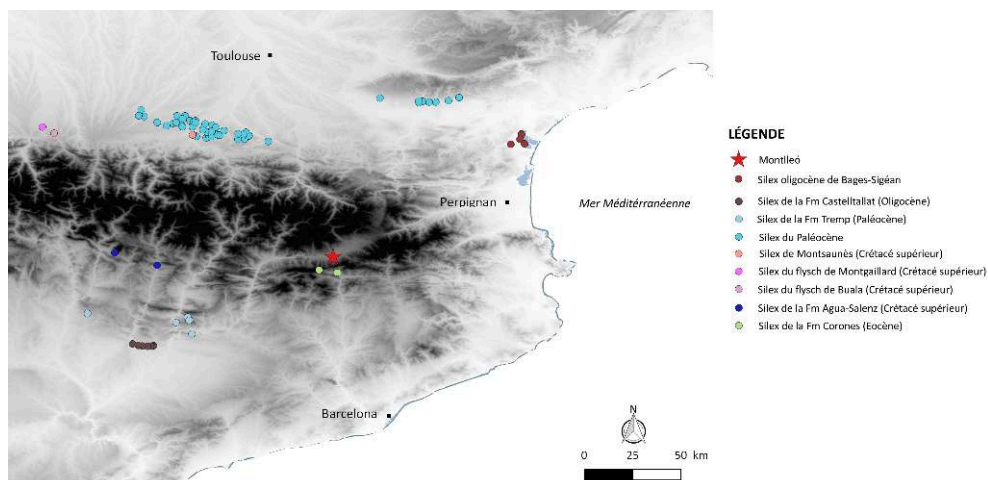 Toulouse
Perpignan
Mer Méditérranéenne
Barcelona
N
0 25 50 km
LÉGENDE
Montlleó
Silex oligocène de Bages-Sigéan
Silex de la Fm Castelltallat (Oligocène)
Silex de la Fm Tremp (Paléocène)
Silex du Paléocène
Silex de Montsaunès (Crétacé supérieur)
Silex du flysch de Montgaillard (Crétacé supérieur)
Silex du flysch de Buala (Crétacé supérieur)
Silex de la Fm Agua-Salenz (Crétacé supérieur)
Silex de la Fm Corones (Eocène)